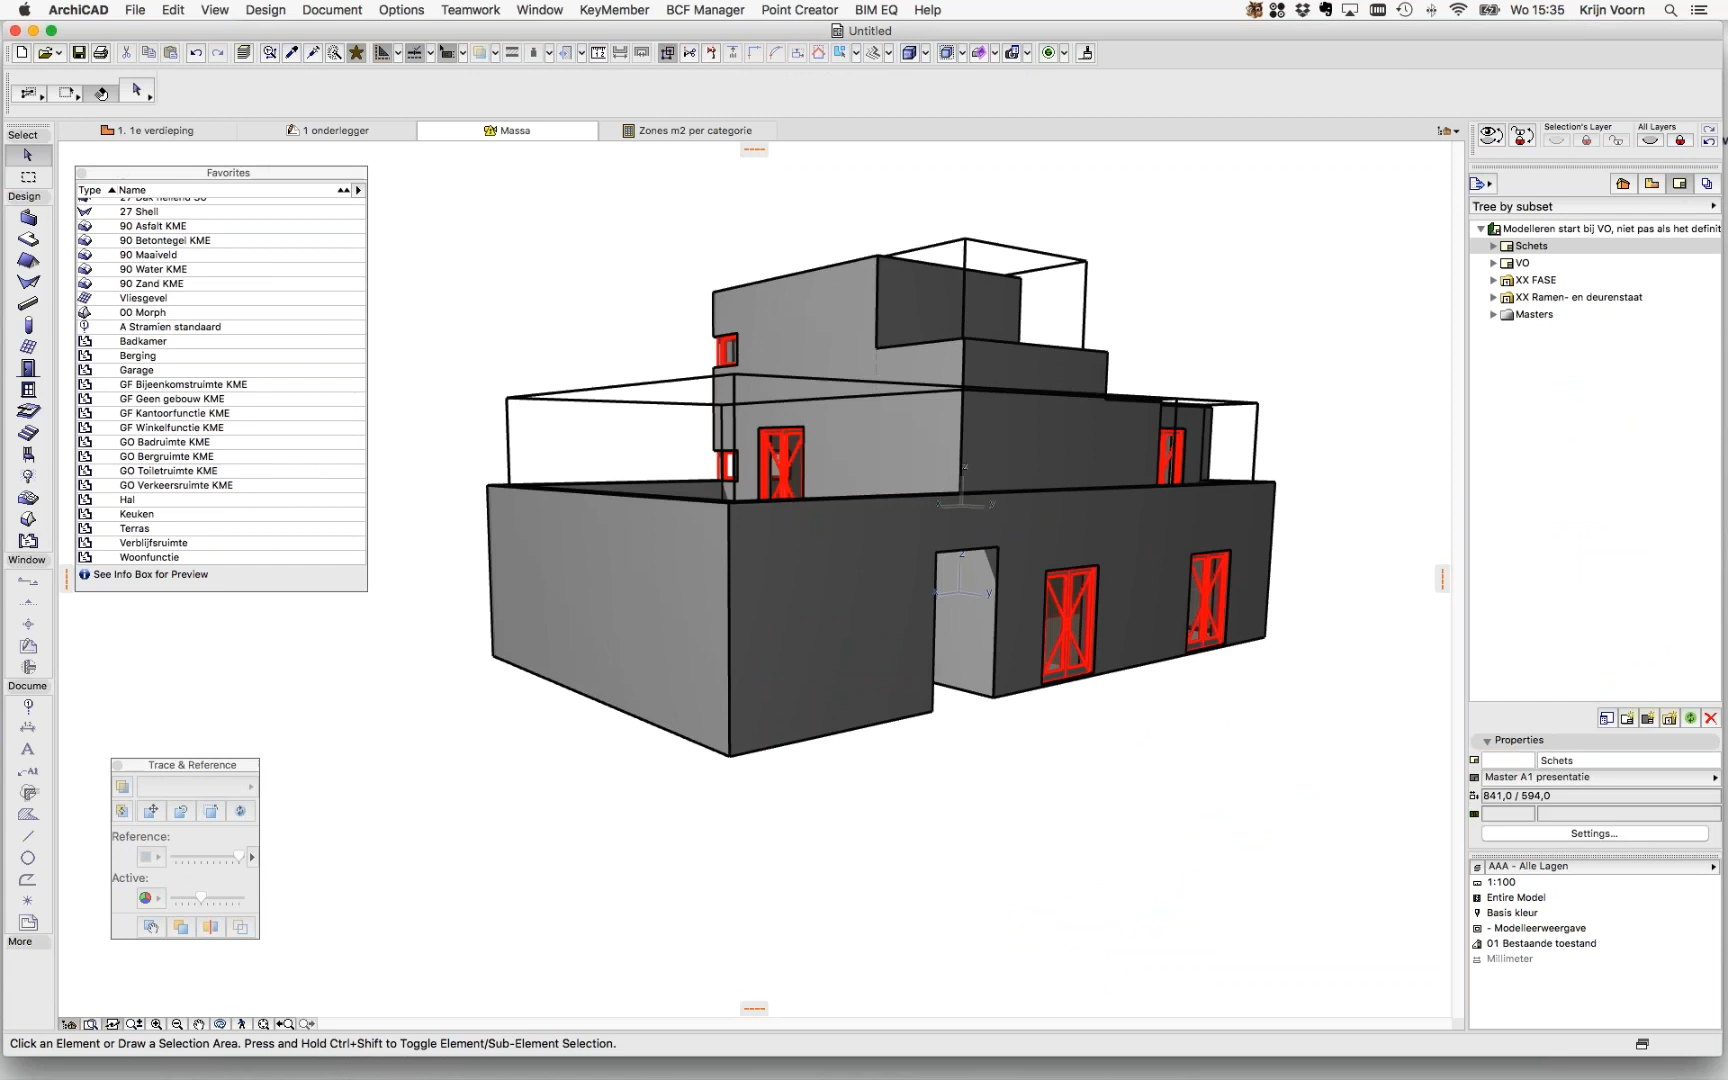 ArchiCAD File Edit View Design Document Options Teamwork Window KeyMember BCF Manager Point Creator BIM EQ Help Wo 15:35 Krijn Voorn
Untitled
Select
1. 1e verdieping
1 onderlegger
Massa
Zones m2 per categorie
Selection's Layer
All Layers
Design
Window
Docume
More
Favorites
Type Name
27 Shell
90 Asfalt KME
90 Betontegel KME
90 Maaiveld
90 Water KME
90 Zand KME
Vliesgevel
00 Morph
A Stramien standaard
Badkamer
Berging
Garage
GF Bijeenkomstruimte KME
GF Geen gebouw KME
GF Kantoorfunctie KME
GF Winkelfunctie KME
GO Badruimte KME
GO Bergruimte KME
GO Toiletruimte KME
GO Verkeersruimte KME
Hal
Keuken
Terras
Verblijfsruimte
Woonfunctie
See Info Box for Preview
Trace & Reference
Reference:
Active:
Tree by subset
Modelleren start bij VO, niet pas als het definit
Schets
VO
XX FASE
XX Ramen- en deurenstaat
Masters
Properties
Schets
Master A1 presentatie
841,0 / 594,0
Settings...
AAA - Alle Lagen
1:100
Entire Model
Basis kleur
- Modelleerweergave
01 Bestaande toestand
Millimeter
Click an Element or Draw a Selection Area. Press and Hold Ctrl+Shift to Toggle Element/Sub-Element Selection.